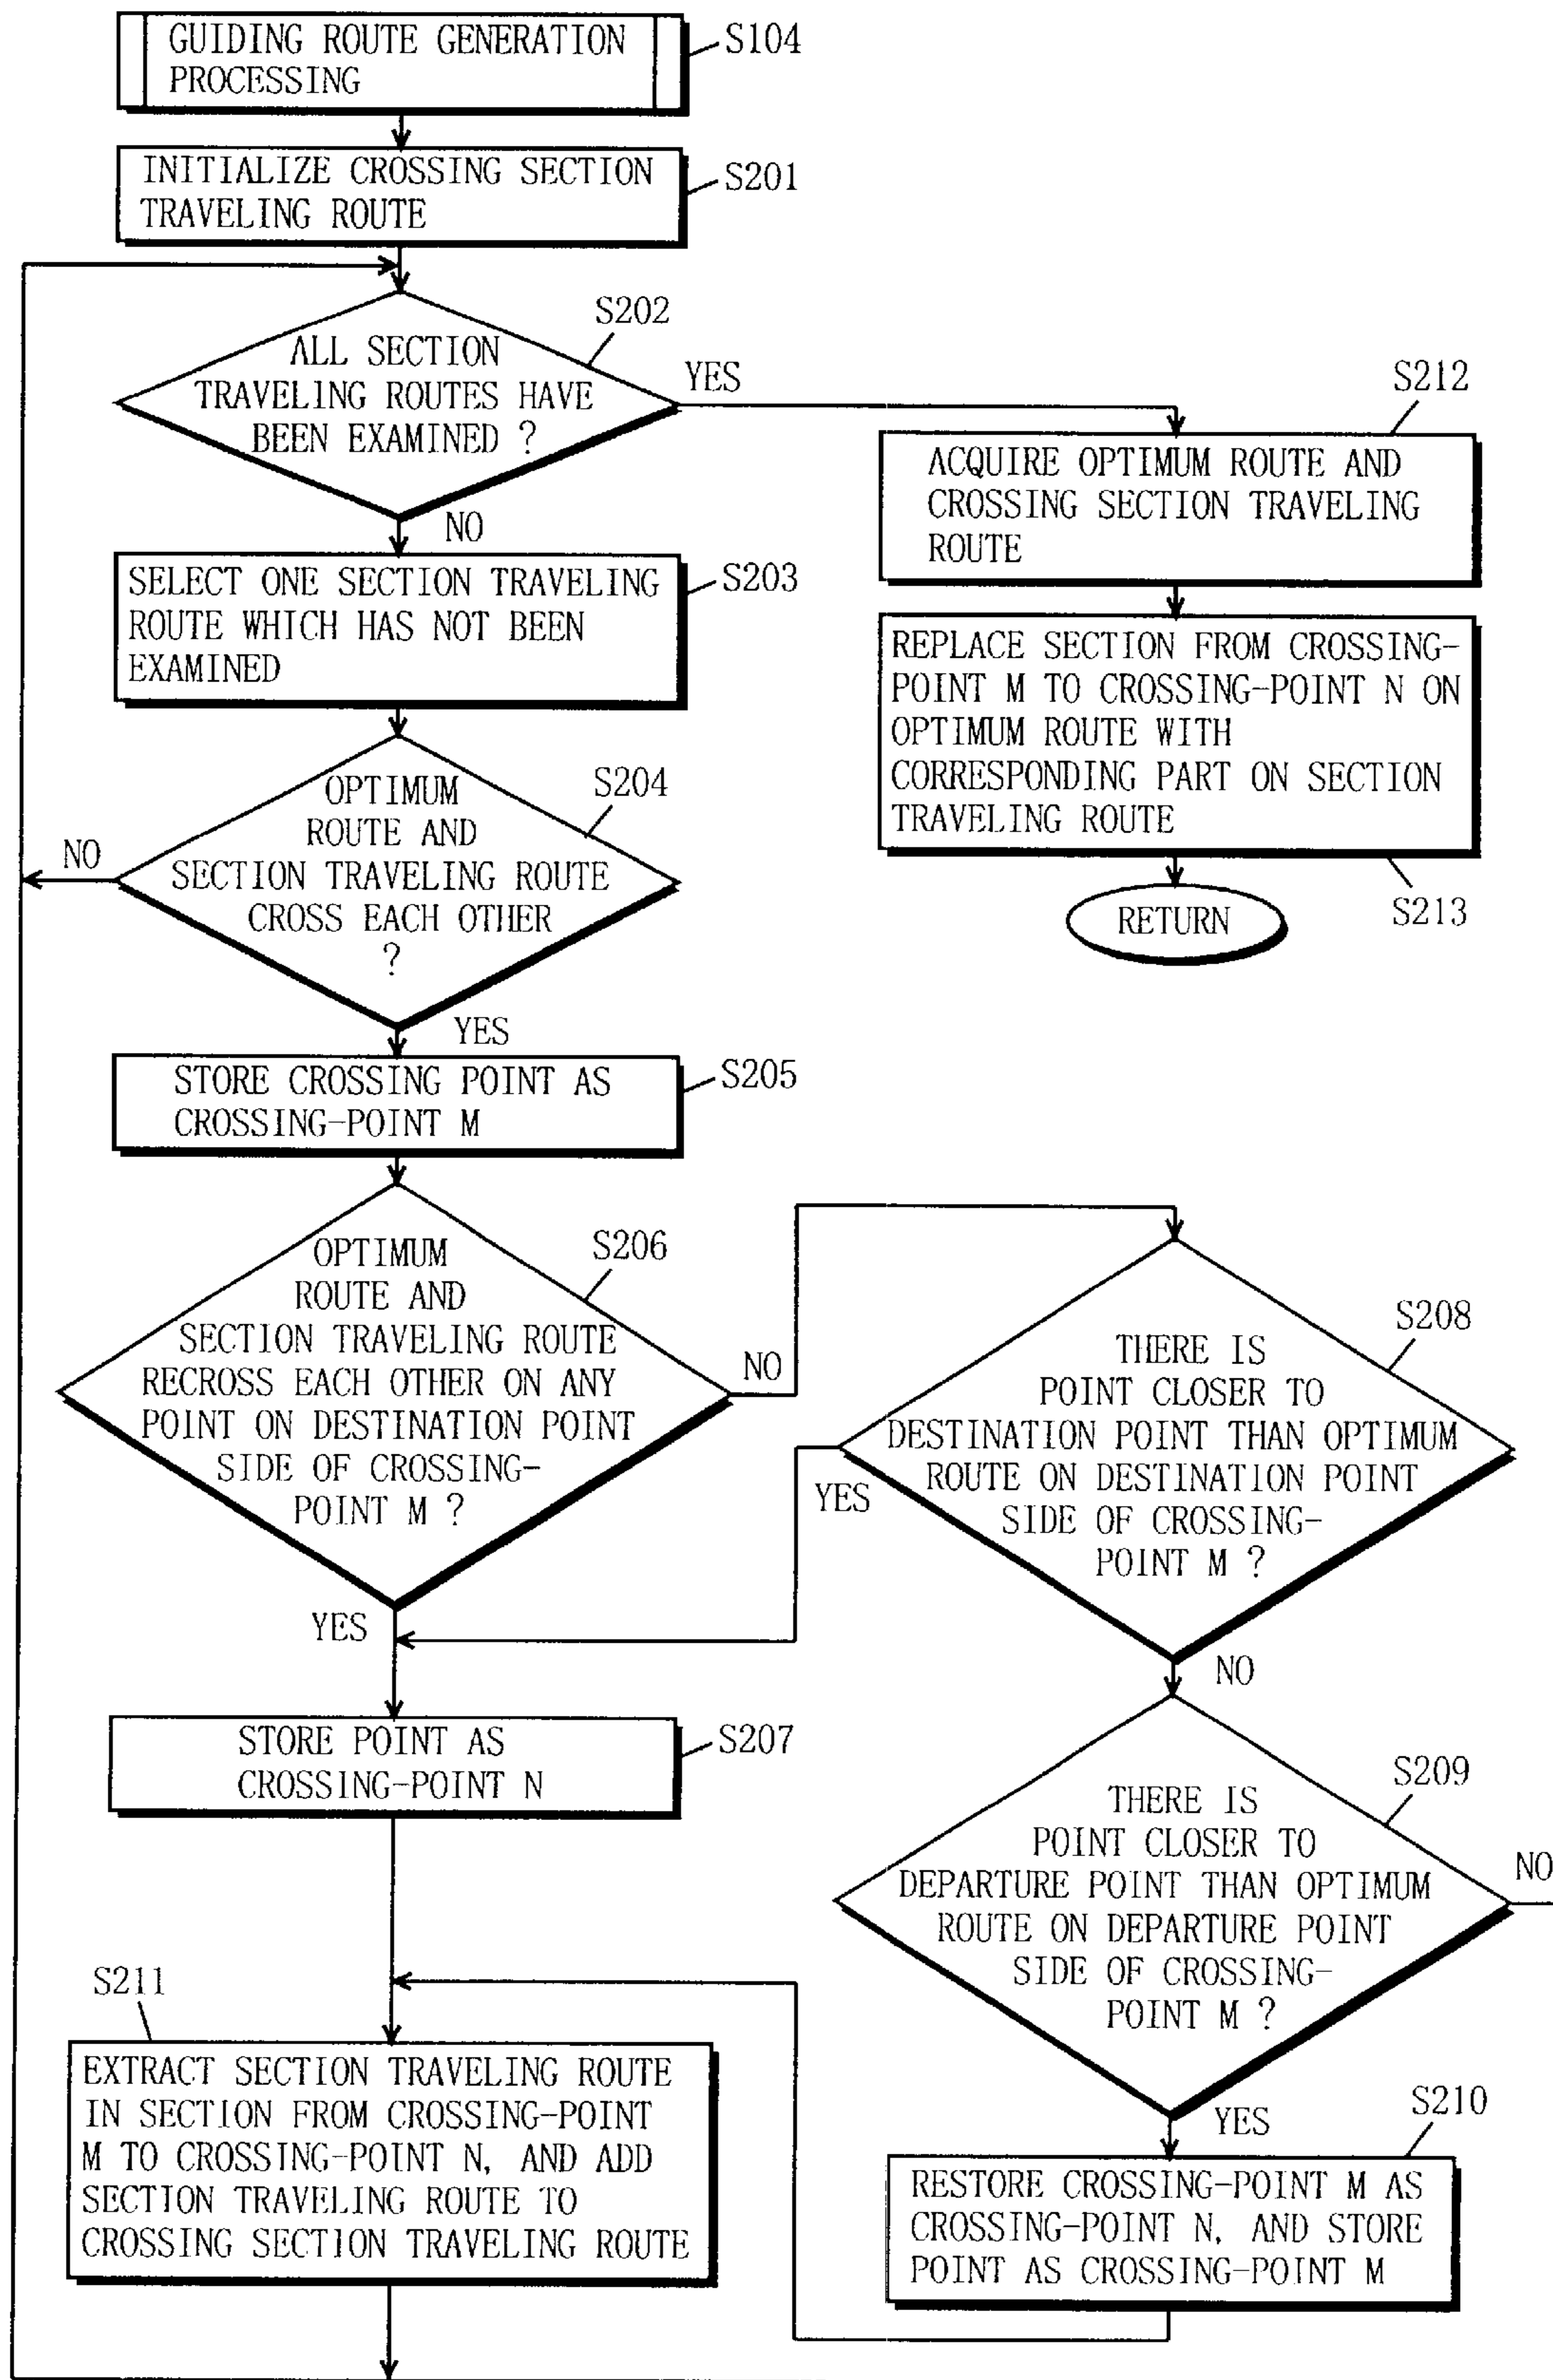 GUIDING ROUTE GENERATION
PROCESSING
S104
INITIALIZE CROSSING SECTION
TRAVELING ROUTE
S201
S202
ALL SECTION
TRAVELING ROUTES HAVE
BEEN EXAMINED ?
YES
NO
S212
ACQUIRE OPTIMUM ROUTE AND
CROSSING SECTION TRAVELING
ROUTE
SELECT ONE SECTION TRAVELING
ROUTE WHICH HAS NOT BEEN
EXAMINED
S203
REPLACE SECTION FROM CROSSING-
POINT M TO CROSSING-POINT N ON
OPTIMUM ROUTE WITH
CORRESPONDING PART ON SECTION
TRAVELING ROUTE
S213
RETURN
S204
OPTIMUM
ROUTE AND
SECTION TRAVELING ROUTE
CROSS EACH OTHER
?
NO
YES
STORE CROSSING POINT AS
CROSSING-POINT M
S205
S206
OPTIMUM
ROUTE AND
SECTION TRAVELING ROUTE
RECROSS EACH OTHER ON ANY
POINT ON DESTINATION POINT
SIDE OF CROSSING-
POINT M ?
NO
YES
S208
THERE IS
POINT CLOSER TO
DESTINATION POINT THAN OPTIMUM
ROUTE ON DESTINATION POINT
SIDE OF CROSSING-
POINT M ?
YES
NO
STORE POINT AS
CROSSING-POINT N
S207
S209
THERE IS
POINT CLOSER TO
DEPARTURE POINT THAN OPTIMUM
ROUTE ON DEPARTURE POINT
SIDE OF CROSSING-
POINT M ?
NO
YES
S211
EXTRACT SECTION TRAVELING ROUTE
IN SECTION FROM CROSSING-POINT
M TO CROSSING-POINT N, AND ADD
SECTION TRAVELING ROUTE TO
CROSSING SECTION TRAVELING ROUTE
S210
RESTORE CROSSING-POINT M AS
CROSSING-POINT N, AND STORE
POINT AS CROSSING-POINT M